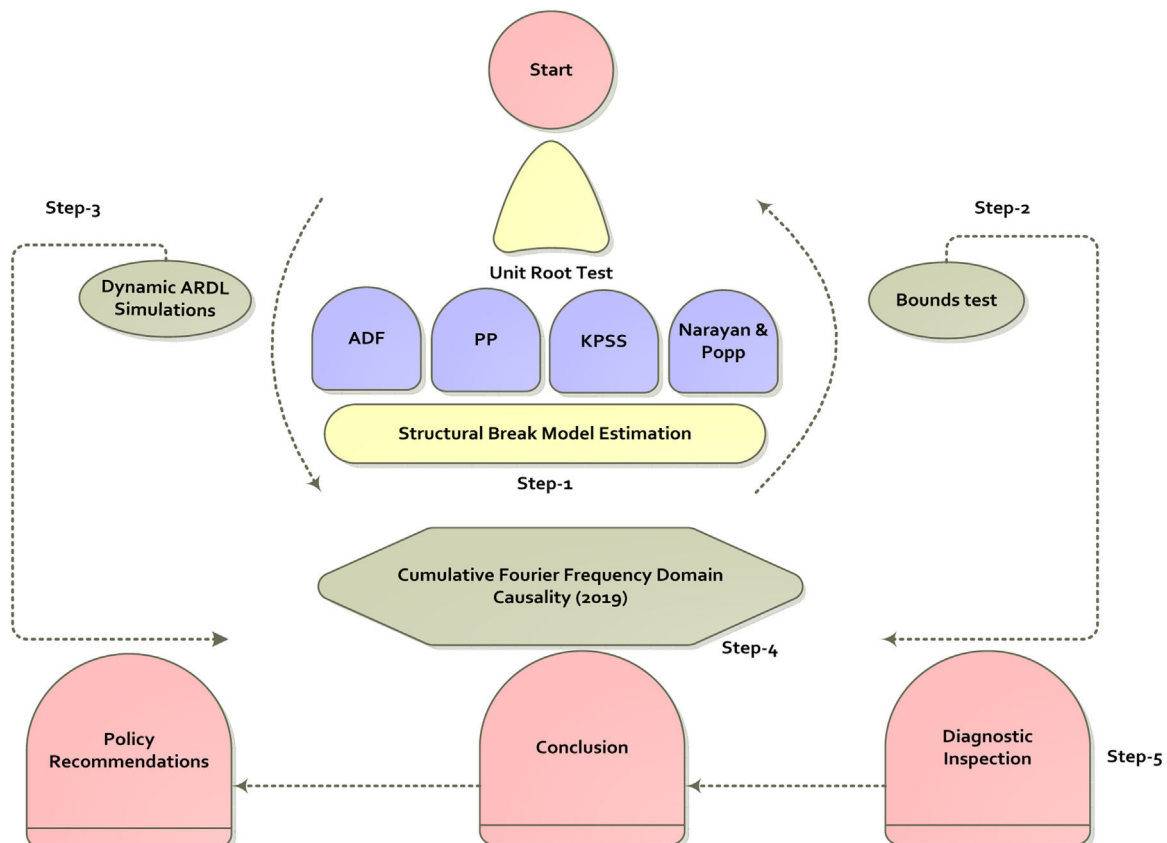 Start
Step-3
Step-2
Unit Root Test
Dynamic ARDL
Simulations
Bounds test
ADF
PP
KPSS
Narayan &
Popp
Structural Break Model Estimation
Step-1
Cumulative Fourier Frequency Domain
Causality (2019)
Step-4
Policy
Recommendations
Conclusion
Diagnostic
Inspection
Step-5